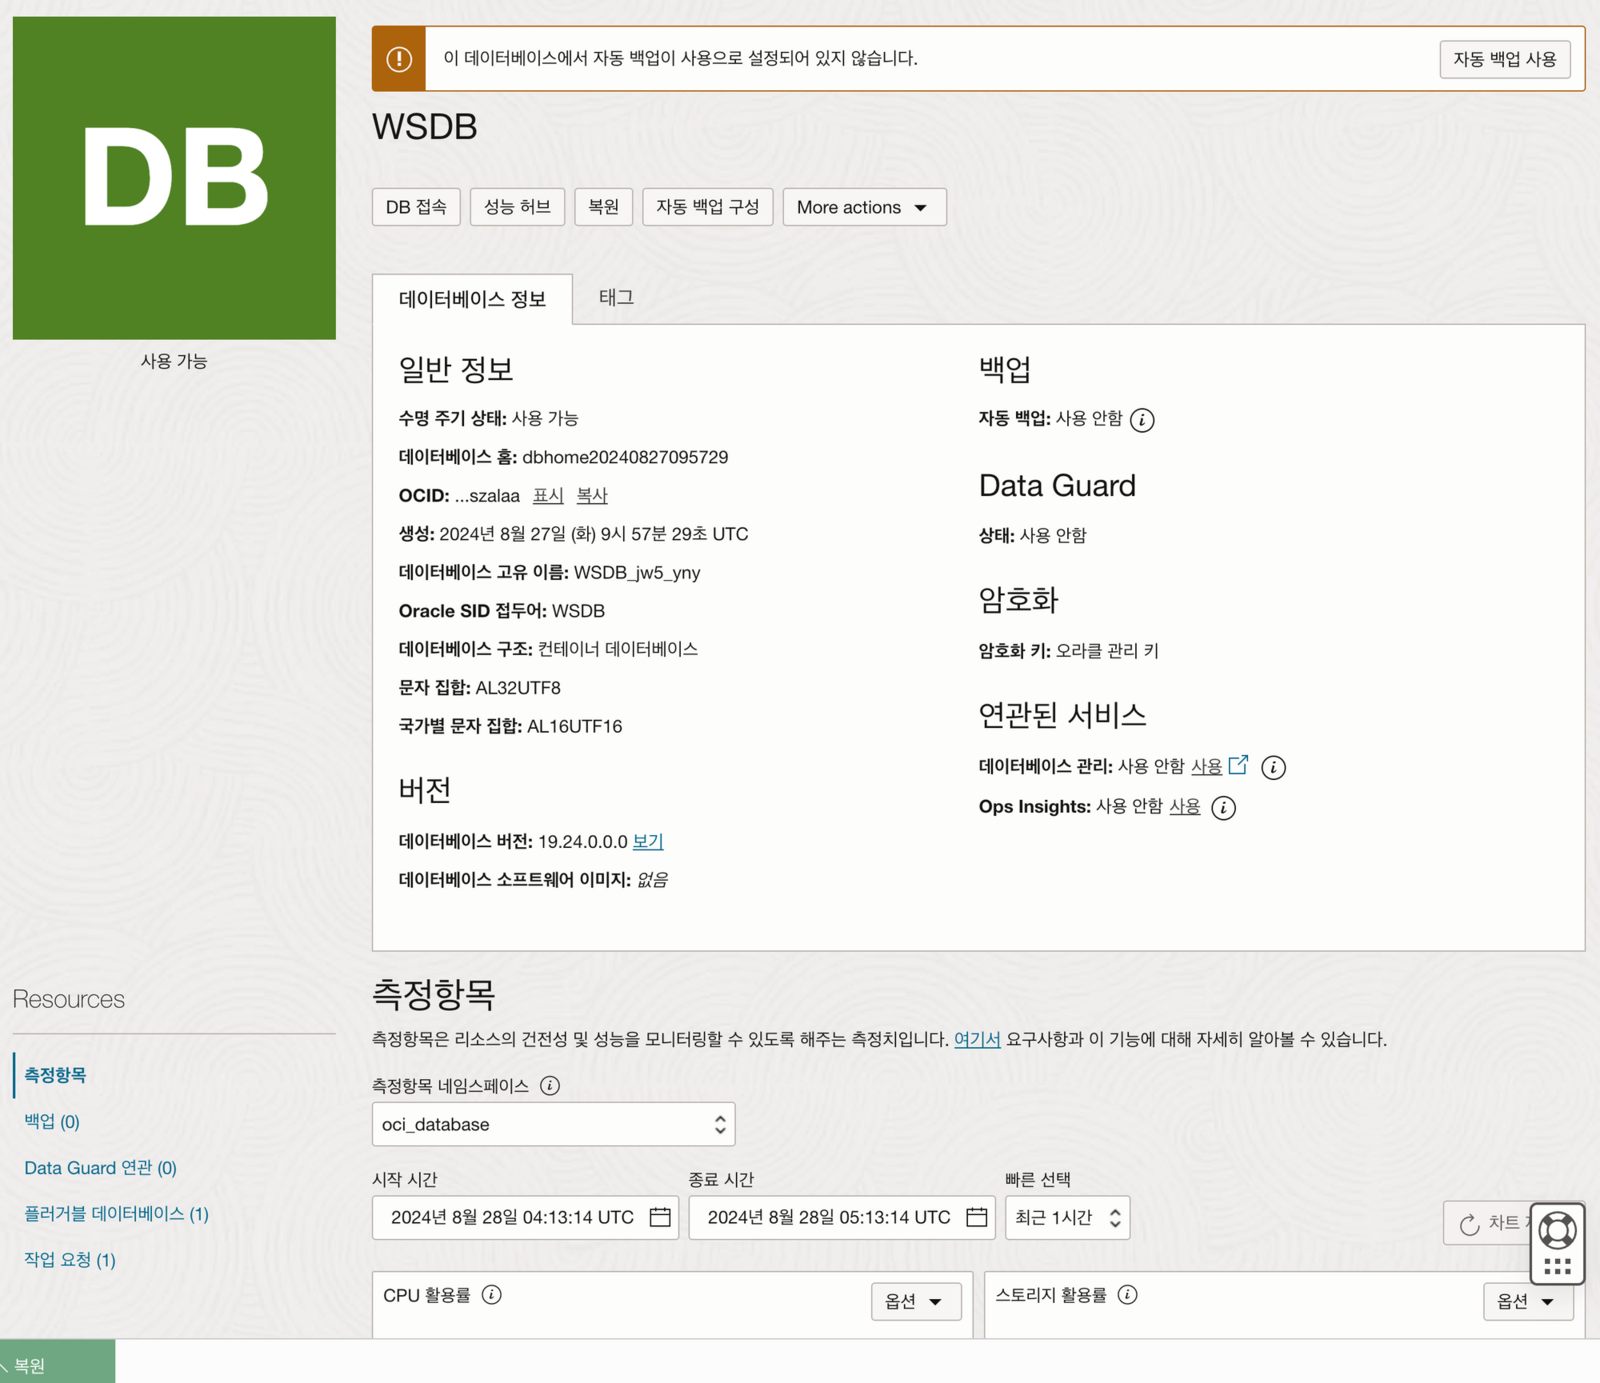 DB
사용 가능
이 데이터베이스에서 자동 백업이 사용으로 설정되어 있지 않습니다.
자동 백업 사용
WSDB
DB 접속
성능 허브
복원
자동 백업 구성
More actions
데이터베이스 정보
태그
일반 정보
수명 주기 상태: 사용 가능
데이터베이스 홈: dbhome20240827095729
OCID: ...szalaa 표시 복사
생성: 2024년 8월 27일 (화) 9시 57분 29초 UTC
데이터베이스 고유 이름: WSDB_jw5_yny
Oracle SID 접두어: WSDB
데이터베이스 구조: 컨테이너 데이터베이스
문자 집합: AL32UTF8
국가별 문자 집합: AL16UTF16
버전
데이터베이스 버전: 19.24.0.0.0 보기
데이터베이스 소프트웨어 이미지: 없음
백업
자동 백업: 사용 안함
Data Guard
상태: 사용 안함
암호화
암호화 키: 오라클 관리 키
연관된 서비스
데이터베이스 관리: 사용 안함 사용
Ops Insights: 사용 안함 사용
Resources
측정항목
백업 (0)
Data Guard 연관 (0)
플러거블 데이터베이스 (1)
작업 요청 (1)
측정항목
측정항목은 리소스의 건전성 및 성능을 모니터링할 수 있도록 해주는 측정치입니다. 여기서 요구사항과 이 기능에 대해 자세히 알아볼 수 있습니다.
측정항목 네임스페이스
oci_database
시작 시간
종료 시간
빠른 선택
2024년 8월 28일 04:13:14 UTC
2024년 8월 28일 05:13:14 UTC
최근 1시간
차트
CPU 활용률
옵션
스토리지 활용률
옵션
복원